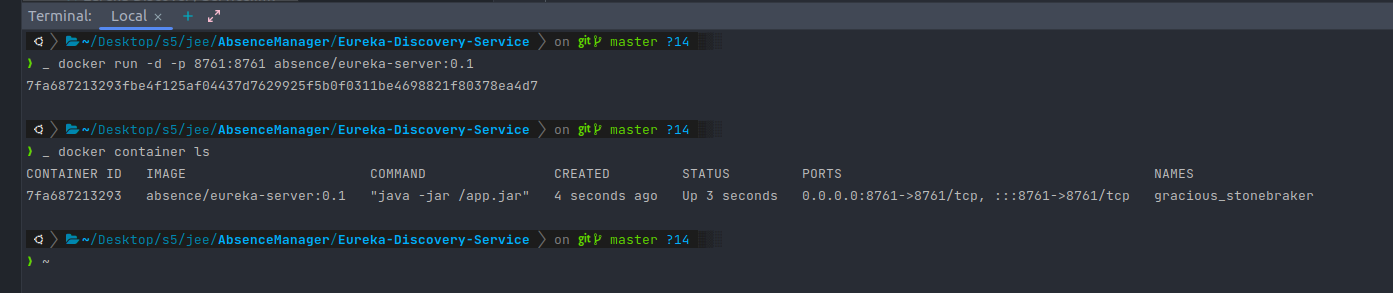 Terminal: Local × +
~/Desktop/s5/jee/AbsenceManager/Eureka-Discovery-Service on git master ?14
❯ _ docker run -d -p 8761:8761 absence/eureka-server:0.1
7fa687213293fbe4f125af04437d7629925f5b0f0311be4698821f80378ea4d7
~/Desktop/s5/jee/AbsenceManager/Eureka-Discovery-Service on git master ?14
❯ _ docker container ls
CONTAINER ID IMAGE COMMAND CREATED STATUS PORTS NAMES
7fa687213293 absence/eureka-server:0.1 "java -jar /app.jar" 4 seconds ago Up 3 seconds 0.0.0.0:8761->8761/tcp, :::8761->8761/tcp gracious_stonebraker
~/Desktop/s5/jee/AbsenceManager/Eureka-Discovery-Service on git master ?14
❯ ~